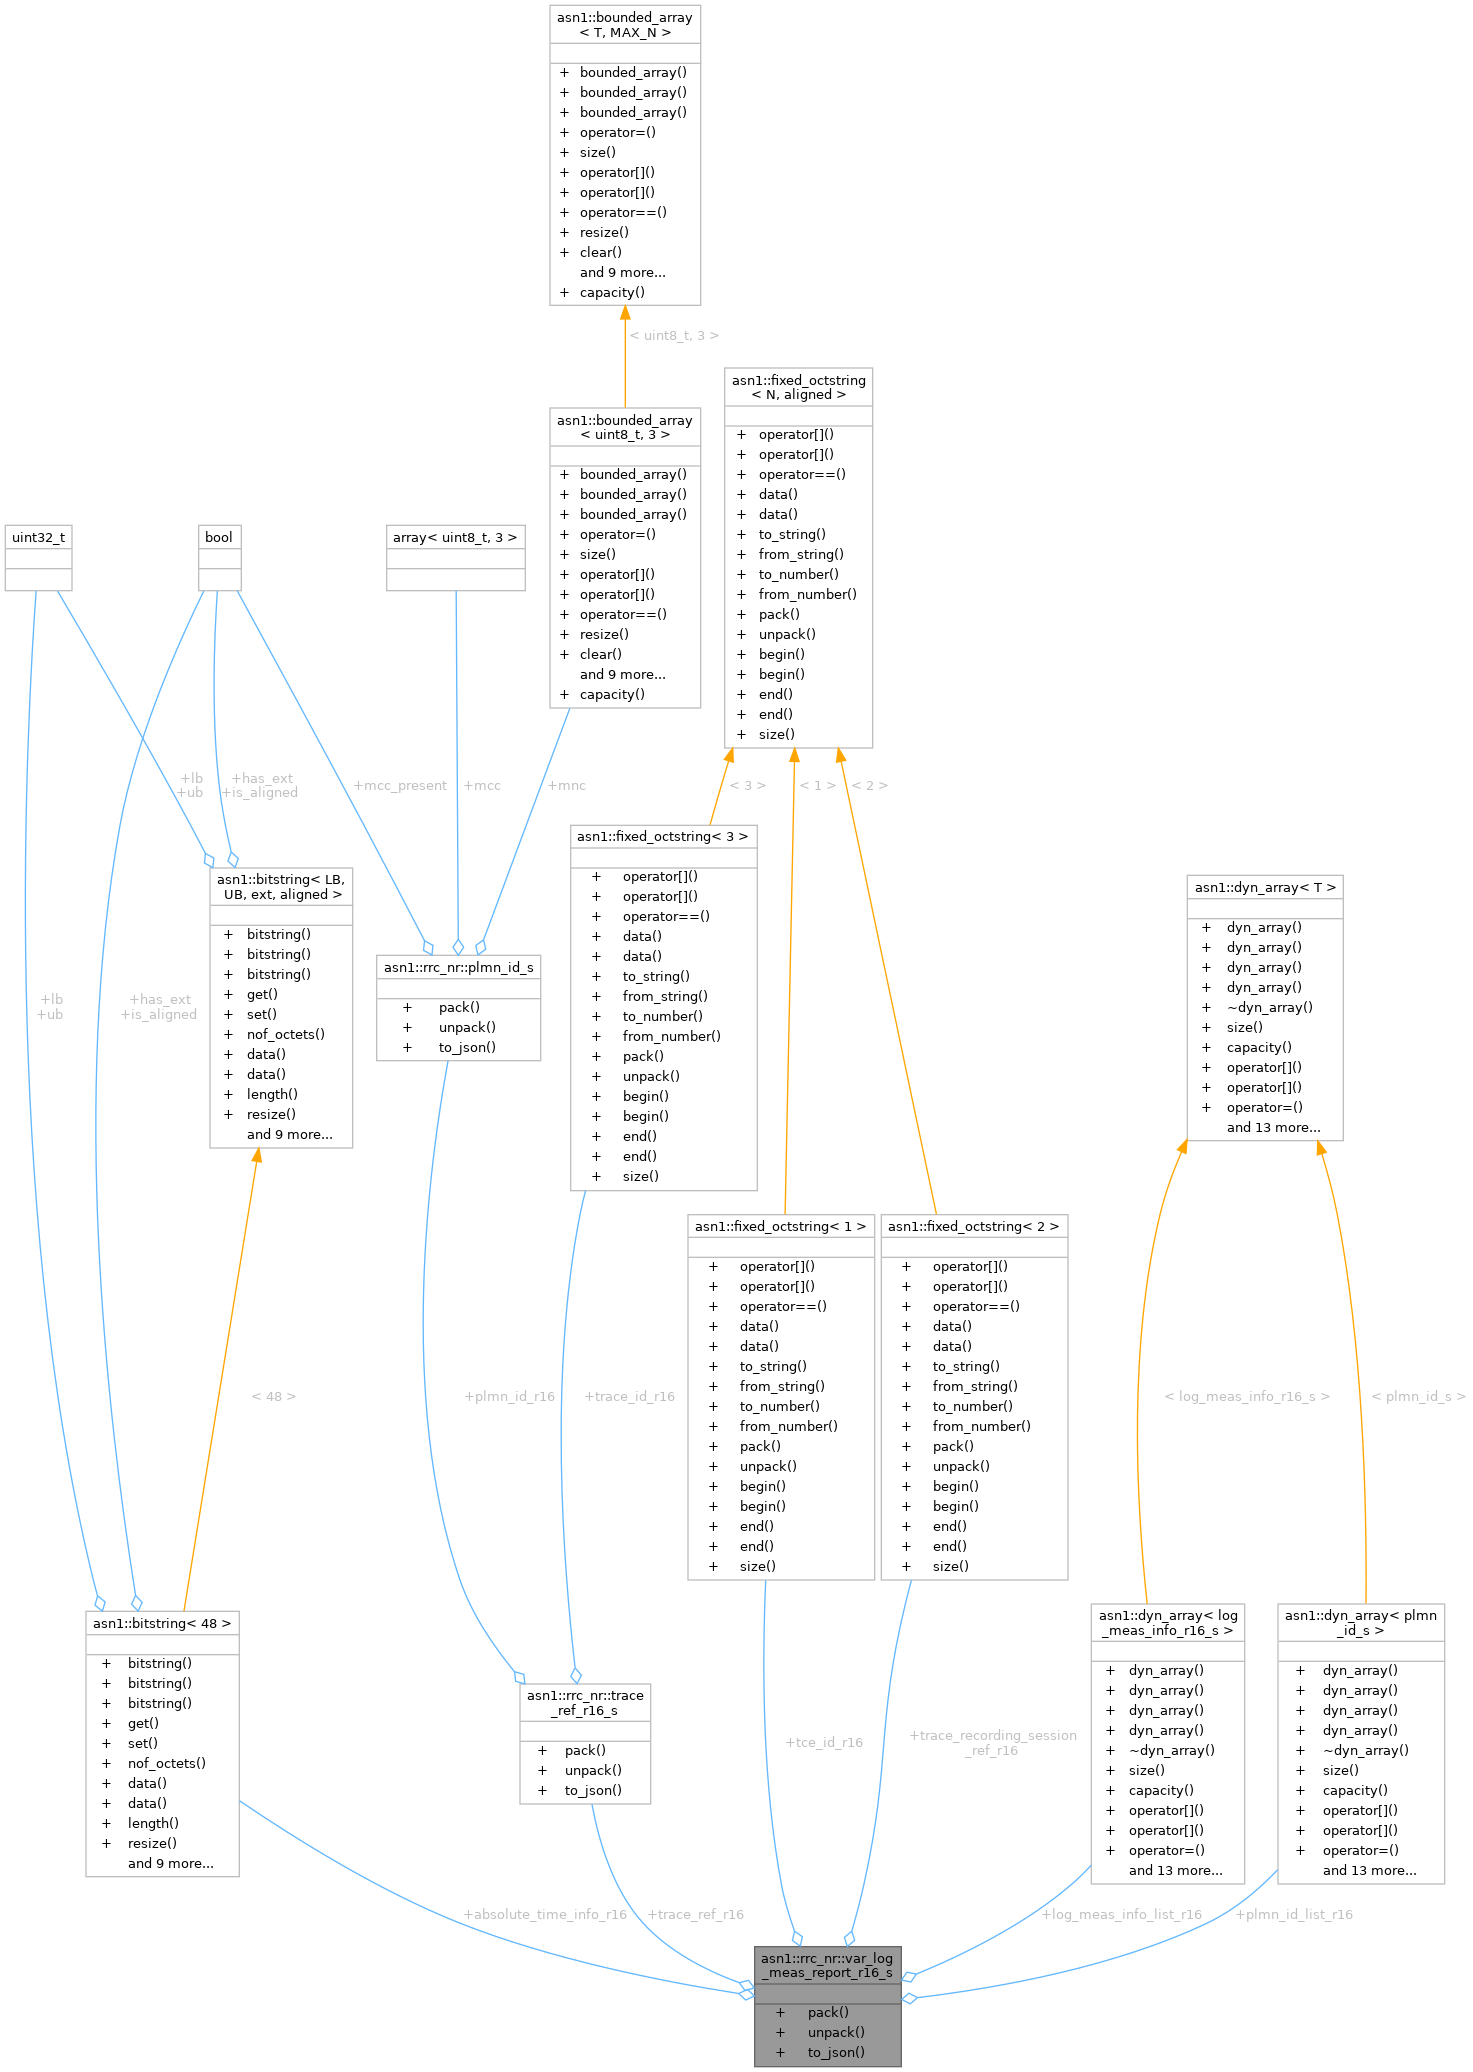 asn1::bounded_array
< T, MAX_N >
+ bounded_array()
+ bounded_array()
+ bounded_array()
+ operator=()
+ size()
+ operator[]()
+ operator[]()
+ operator==()
+ resize()
+ clear()
and 9 more...
+ capacity()
< uint8_t, 3 >
asn1::fixed_octstring
< N, aligned >
+ operator[]()
+ operator[]()
+ operator==()
+ data()
+ data()
+ to_string()
+ from_string()
+ to_number()
+ from_number()
+ pack()
+ unpack()
+ begin()
+ begin()
+ end()
+ end()
+ size()
asn1::bounded_array
< uint8_t, 3 >
+ bounded_array()
+ bounded_array()
+ bounded_array()
+ operator=()
+ size()
+ operator[]()
+ operator[]()
+ operator==()
+ resize()
+ clear()
and 9 more...
+ capacity()
uint32_t
bool
array< uint8_t, 3 >
+lb
+ub
+has_ext
+is_aligned
+mcc_present
+mcc
+mnc
< 3 >
< 1 >
< 2 >
asn1::bitstring< LB,
UB, ext, aligned >
+ bitstring()
+ bitstring()
+ bitstring()
+ get()
+ set()
+ nof_octets()
+ data()
+ data()
+ length()
+ resize()
and 9 more...
asn1::rrc_nr::plmn_id_s
+ pack()
+ unpack()
+ to_json()
asn1::fixed_octstring< 3 >
+ operator[]()
+ operator[]()
+ operator==()
+ data()
+ data()
+ to_string()
+ from_string()
+ to_number()
+ from_number()
+ pack()
+ unpack()
+ begin()
+ begin()
+ end()
+ end()
+ size()
asn1::dyn_array< T >
+ dyn_array()
+ dyn_array()
+ dyn_array()
+ dyn_array()
+ ~dyn_array()
+ size()
+ capacity()
+ operator[]()
+ operator[]()
+ operator=()
and 13 more...
+lb
+ub
+has_ext
+is_aligned
asn1::fixed_octstring< 1 >
+ operator[]()
+ operator[]()
+ operator==()
+ data()
+ data()
+ to_string()
+ from_string()
+ to_number()
+ from_number()
+ pack()
+ unpack()
+ begin()
+ begin()
+ end()
+ end()
+ size()
asn1::fixed_octstring< 2 >
+ operator[]()
+ operator[]()
+ operator==()
+ data()
+ data()
+ to_string()
+ from_string()
+ to_number()
+ from_number()
+ pack()
+ unpack()
+ begin()
+ begin()
+ end()
+ end()
+ size()
< 48 >
+plmn_id_r16
+trace_id_r16
< log_meas_info_r16_s >
< plmn_id_s >
asn1::bitstring< 48 >
+ bitstring()
+ bitstring()
+ bitstring()
+ get()
+ set()
+ nof_octets()
+ data()
+ data()
+ length()
+ resize()
and 9 more...
asn1::rrc_nr::trace
_ref_r16_s
+ pack()
+ unpack()
+ to_json()
+tce_id_r16
+trace_recording_session
_ref_r16
asn1::dyn_array< log
_meas_info_r16_s >
+ dyn_array()
+ dyn_array()
+ dyn_array()
+ dyn_array()
+ ~dyn_array()
+ size()
+ capacity()
+ operator[]()
+ operator[]()
+ operator=()
and 13 more...
asn1::dyn_array< plmn
_id_s >
+ dyn_array()
+ dyn_array()
+ dyn_array()
+ dyn_array()
+ ~dyn_array()
+ size()
+ capacity()
+ operator[]()
+ operator[]()
+ operator=()
and 13 more...
+absolute_time_info_r16
+trace_ref_r16
+log_meas_info_list_r16
+plmn_id_list_r16
asn1::rrc_nr::var_log
_meas_report_r16_s
+ pack()
+ unpack()
+ to_json()